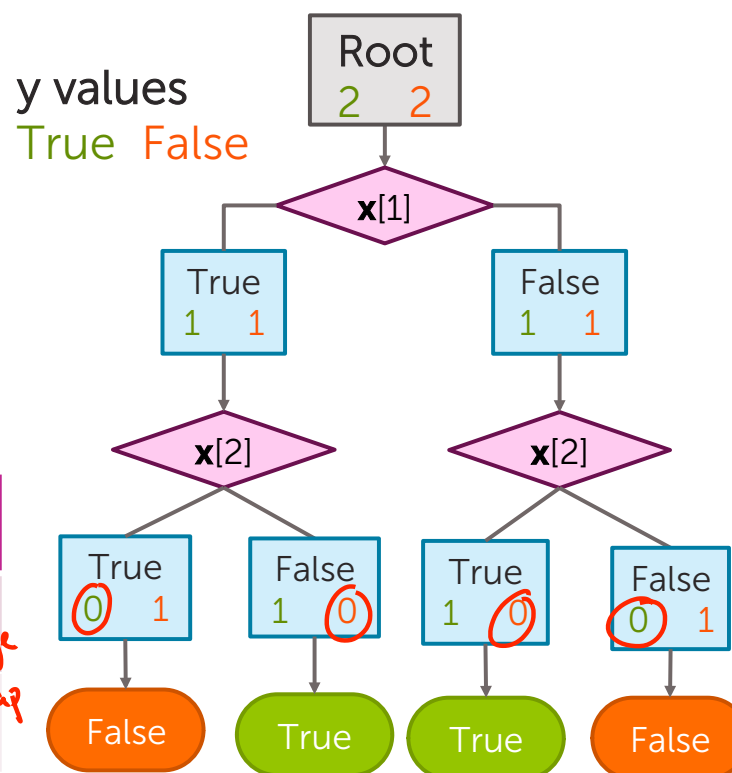 Root
y values
2 2
True False
x[1]
True False
1 1 1 1
x[2] x[2]
True False True False
0 1 1 0 1 0 0 1
False True True False